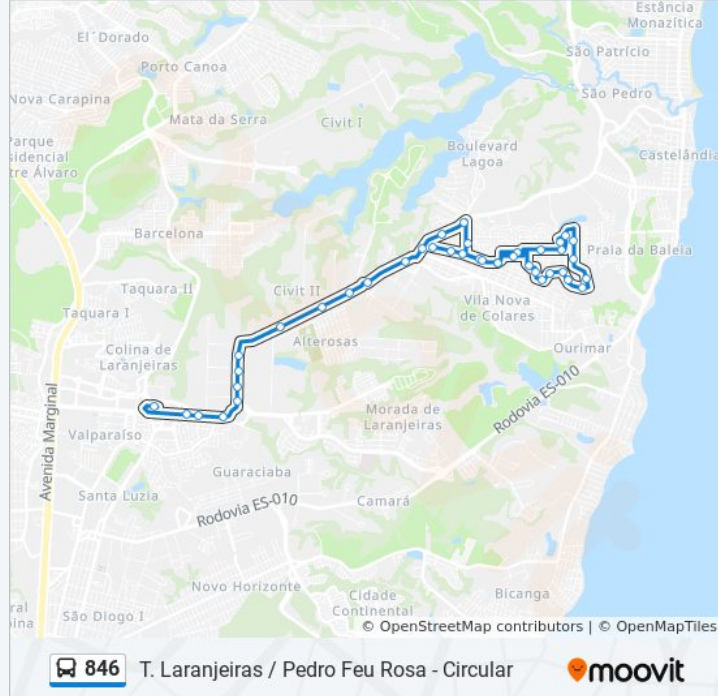 Estância
Monazítica
El´Dorado
São Patrício
Porto Canoa
São Pedro
Nova Carapina
Mata da Serra
Civit I
Parque
sidencial
tre Álvaro
Boulevard
Lagoa
Castelândia
Barcelona
Praia da Baleia
Taquara II
Civit II
Vila Nova
de Colares
Taquara I
Alterosas
Colina de
Laranjeiras
Ourimar
Avenida Marginal
Rodovia ES-010
Morada de
Laranjeiras
Valparaíso
Guaraciaba
Santa Luzia
Camará
Rodovia ES-010
Novo Horizonte
Cidade
Continental
Bicanga
ral
pina
São Diogo I
© OpenStreetMap contributors | © OpenMapTiles
846 T. Laranjeiras / Pedro Feu Rosa - Circular
moovit